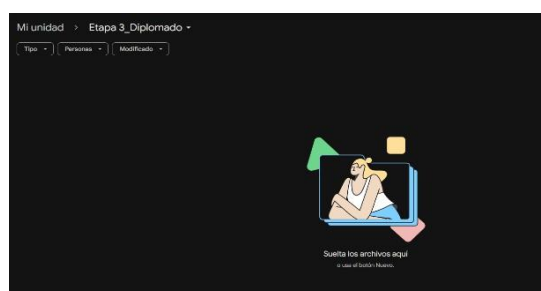 Mi unidad > Etapa 3_Diplomado
Tipo Personas Modificado
Suelta los archivos aquí
o usa el botón Nuevo.